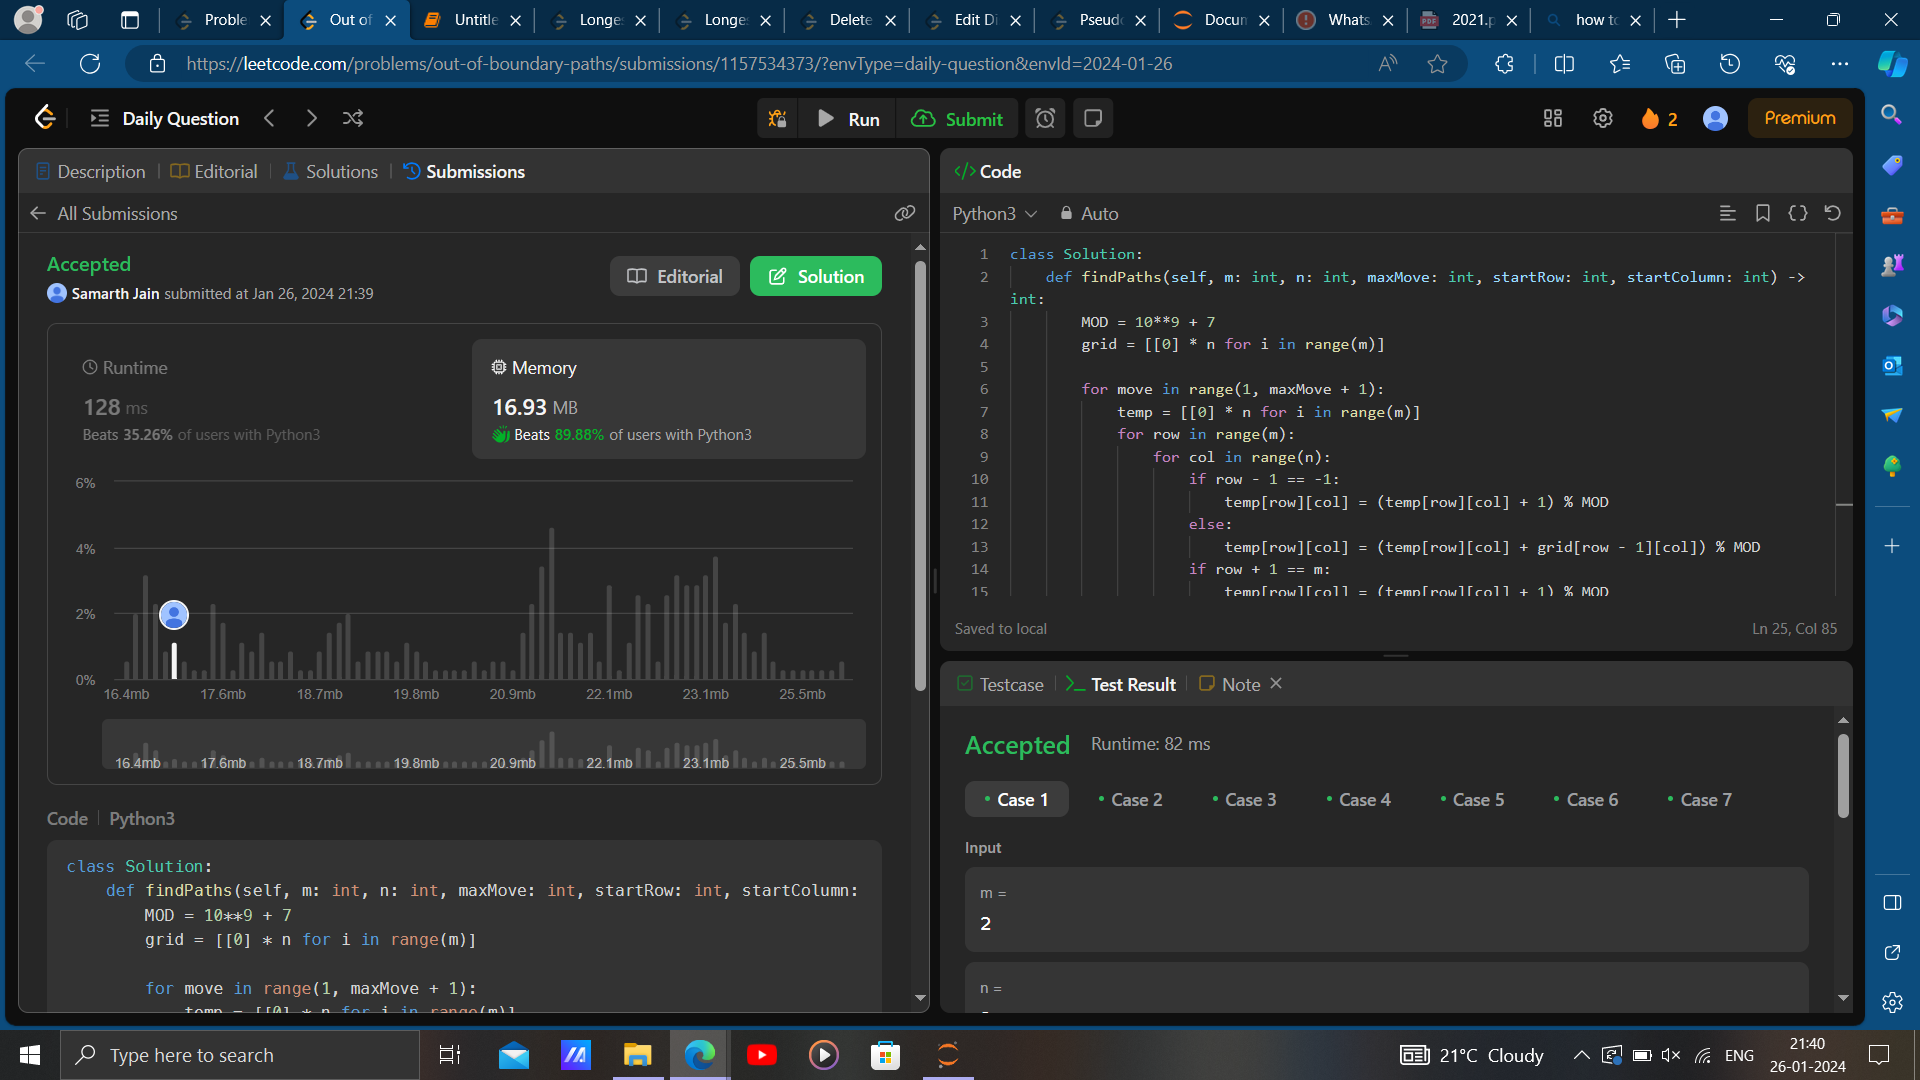 Proble
Out of
Untitle
Longes
Longes
Delete
Edit Di
Pseudo
Docum
Whats
2021.p
how to
https://leetcode.com/problems/out-of-boundary-paths/submissions/1157534373/?envType=daily-question&envId=2024-01-26
Daily Question
Run
Submit
2
Premium
Description
Editorial
Solutions
Submissions
All Submissions
Accepted
Samarth Jain submitted at Jan 26, 2024 21:39
Editorial
Solution
Runtime
128 ms
Beats 35.26% of users with Python3
Memory
16.93 MB
Beats 89.88% of users with Python3
6%
4%
2%
0%
16.4mb 17.6mb 18.7mb 19.8mb 20.9mb 22.1mb 23.1mb 25.5mb
16.4mb 17.6mb 18.7mb 19.8mb 20.9mb 22.1mb 23.1mb 25.5mb
Code | Python3
class Solution:
def findPaths(self, m: int, n: int, maxMove: int, startRow: int, startColumn:
MOD = 10**9 + 7
grid = [[0] * n for i in range(m)]
for move in range(1, maxMove + 1):
temp = [[0] * n for i in range(m)]
Code
Python3
Auto
1 class Solution:
2 def findPaths(self, m: int, n: int, maxMove: int, startRow: int, startColumn: int) ->
int:
3 MOD = 10**9 + 7
4 grid = [[0] * n for i in range(m)]
5
6 for move in range(1, maxMove + 1):
7 temp = [[0] * n for i in range(m)]
8 for row in range(m):
9 for col in range(n):
10 if row - 1 == -1:
11 temp[row][col] = (temp[row][col] + 1) % MOD
12 else:
13 temp[row][col] = (temp[row][col] + grid[row - 1][col]) % MOD
14 if row + 1 == m:
15 temp[row][col] = (temp[row][col] + 1) % MOD
Saved to local
Ln 25, Col 85
Testcase
Test Result
Note
Accepted
Runtime: 82 ms
Case 1
Case 2
Case 3
Case 4
Case 5
Case 6
Case 7
Input
m =
2
n =
Type here to search
21°C Cloudy
ENG
21:40
26-01-2024